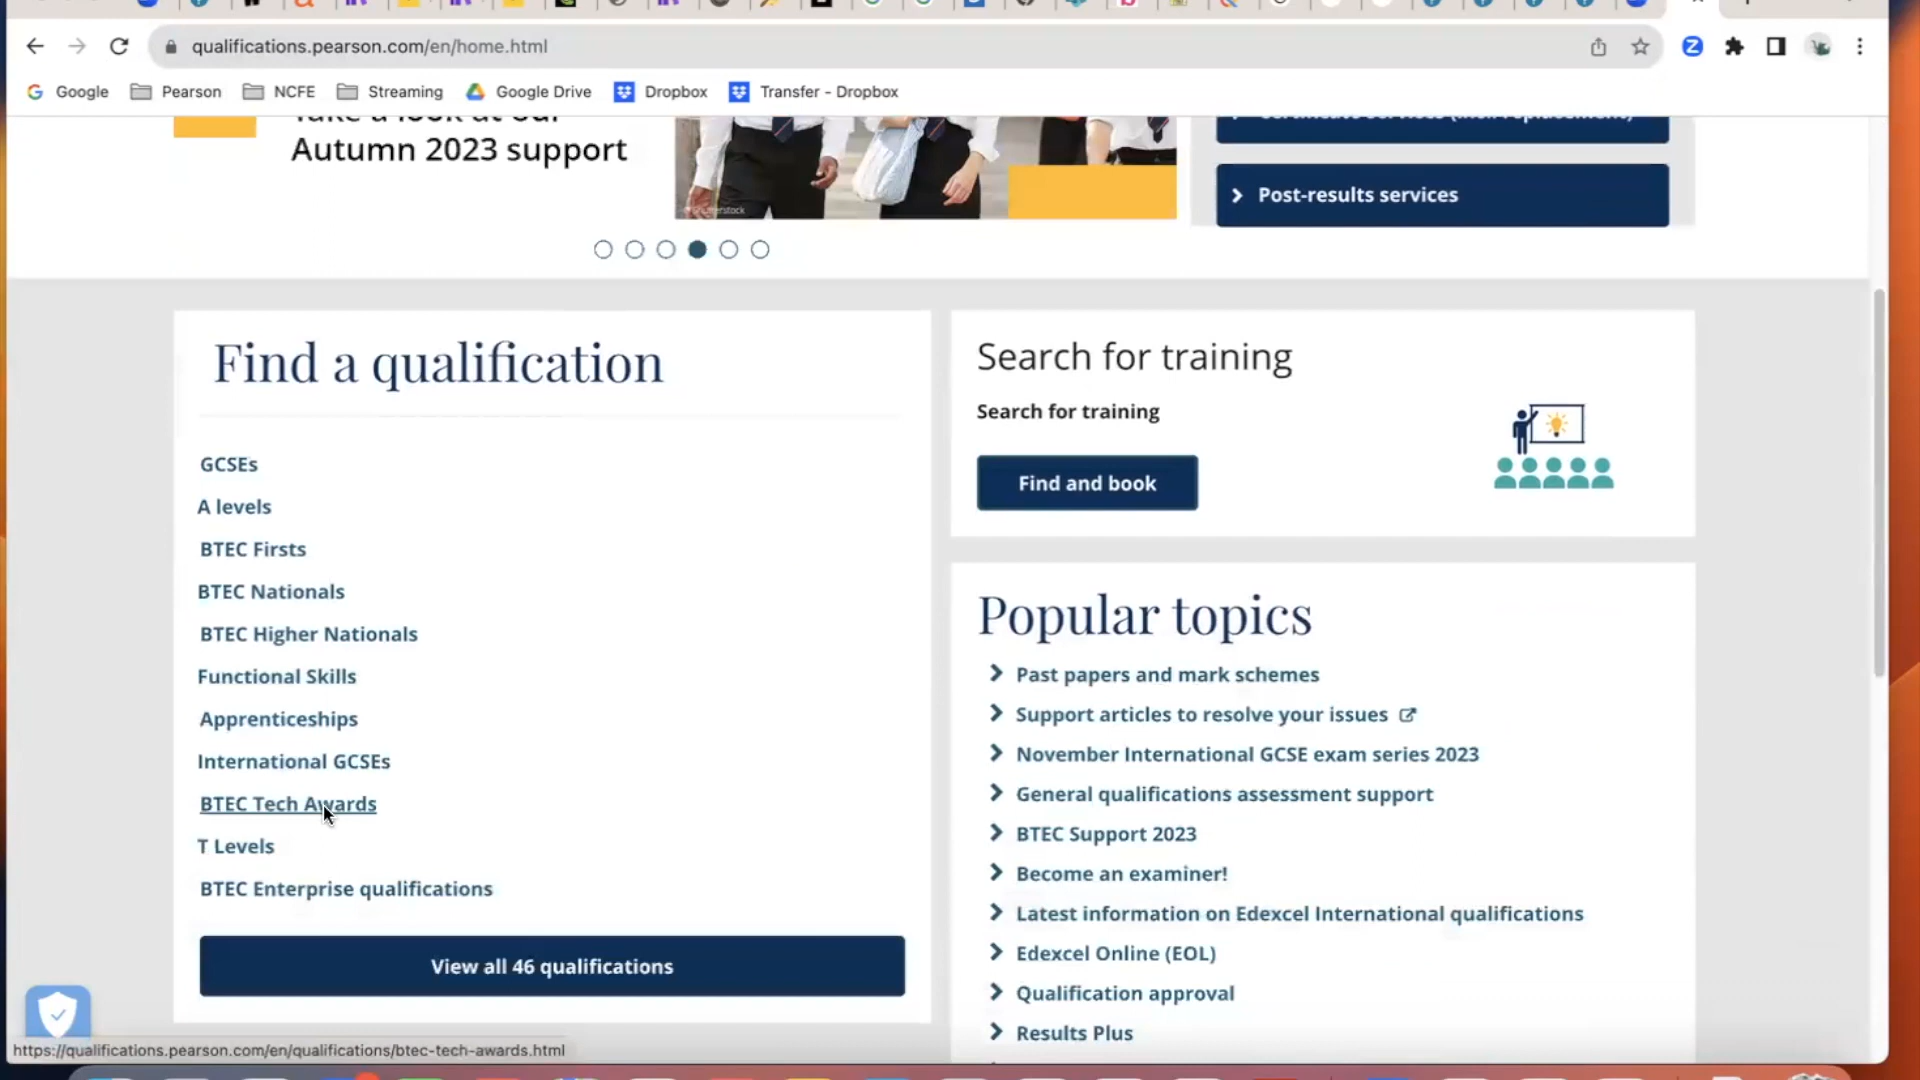 qualifications.pearson.com/en/home.html
Google Pearson NCFE Streaming Google Drive Dropbox Transfer - Dropbox
Take a look at our
Autumn 2023 support
Post-results services
Find a qualification
GCSEs
A levels
BTEC Firsts
BTEC Nationals
BTEC Higher Nationals
Functional Skills
Apprenticeships
International GCSEs
BTEC Tech Awards
T Levels
BTEC Enterprise qualifications
View all 46 qualifications
Search for training
Search for training
Find and book
Popular topics
Past papers and mark schemes
Support articles to resolve your issues
November International GCSE exam series 2023
General qualifications assessment support
BTEC Support 2023
Become an examiner!
Latest information on Edexcel International qualifications
Edexcel Online (EOL)
Qualification approval
Results Plus
https://qualifications.pearson.com/en/qualifications/btec-tech-awards.html